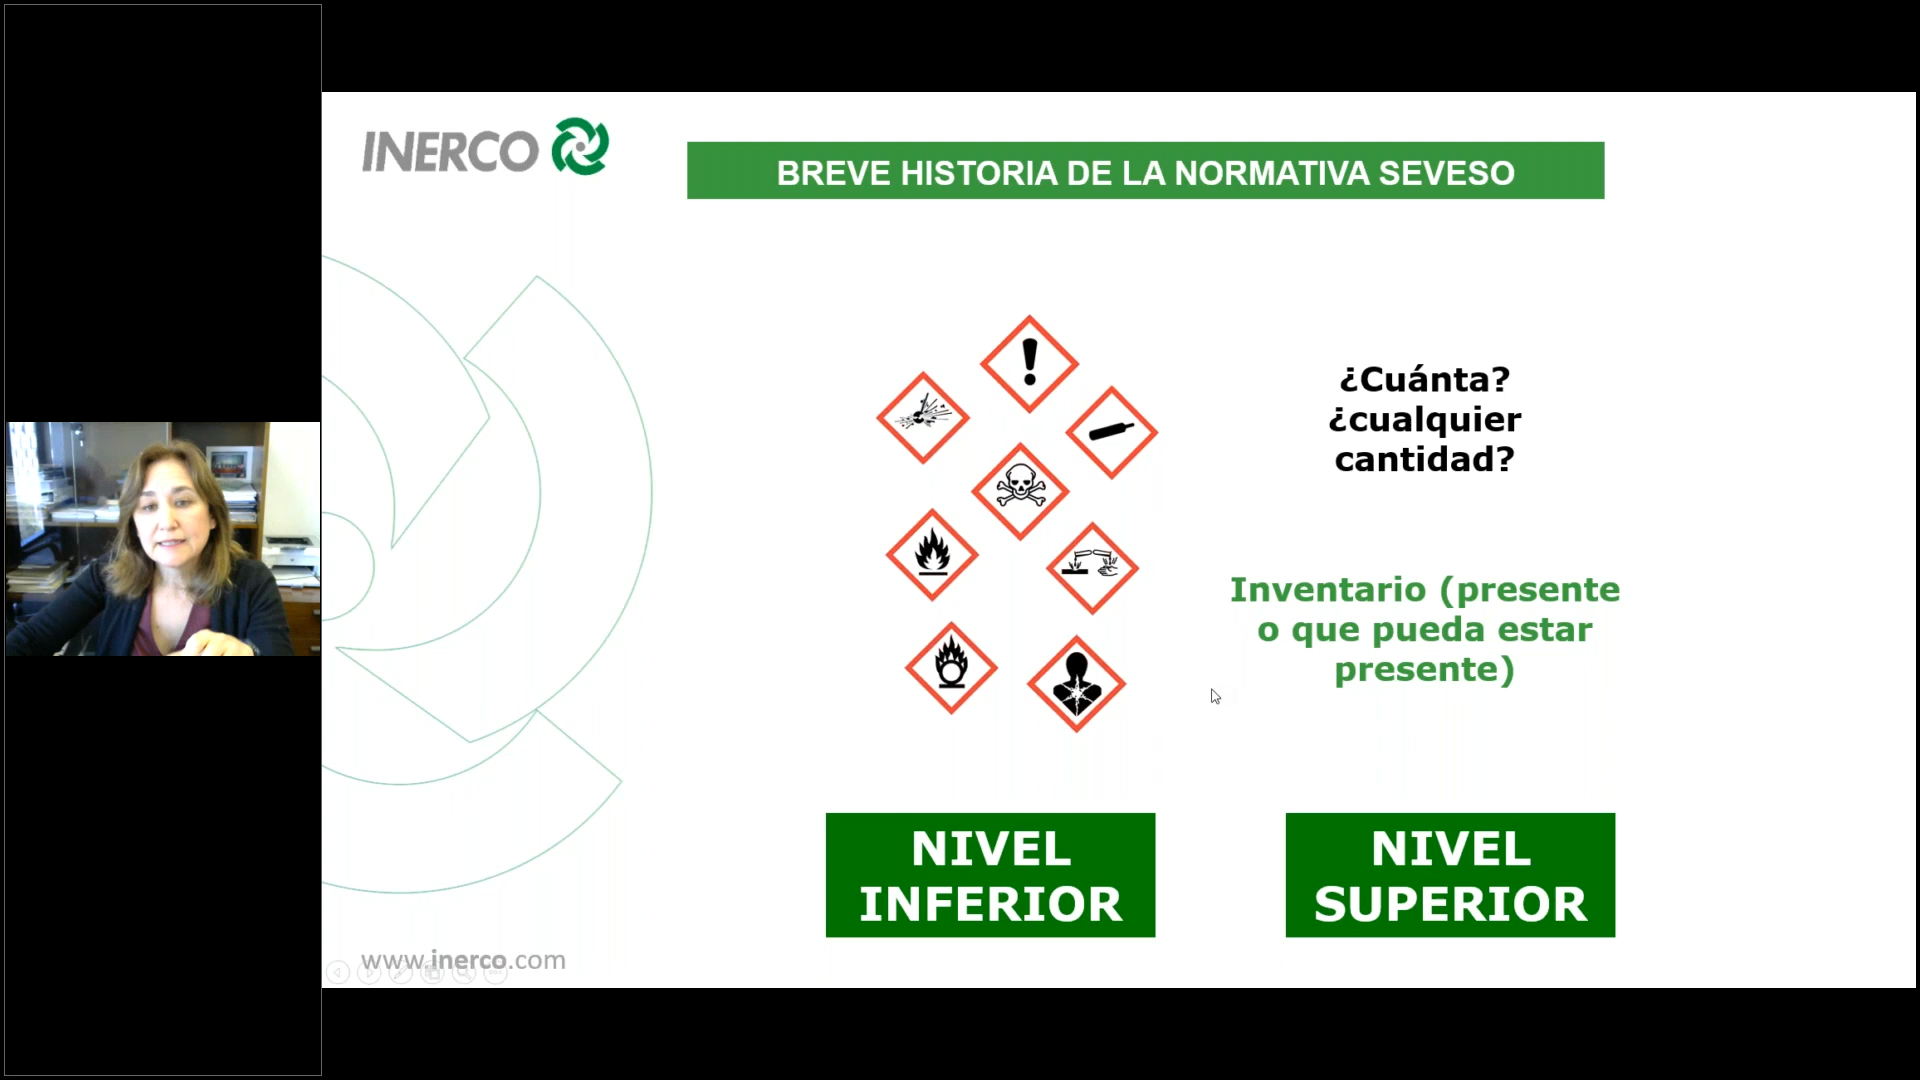 INERCO
BREVE HISTORIA DE LA NORMATIVA SEVESO
¿Cuánta?
¿cualquier
cantidad?
Inventario (presente
o que pueda estar
presente)
NIVEL
INFERIOR
NIVEL
SUPERIOR
www.inerco.com